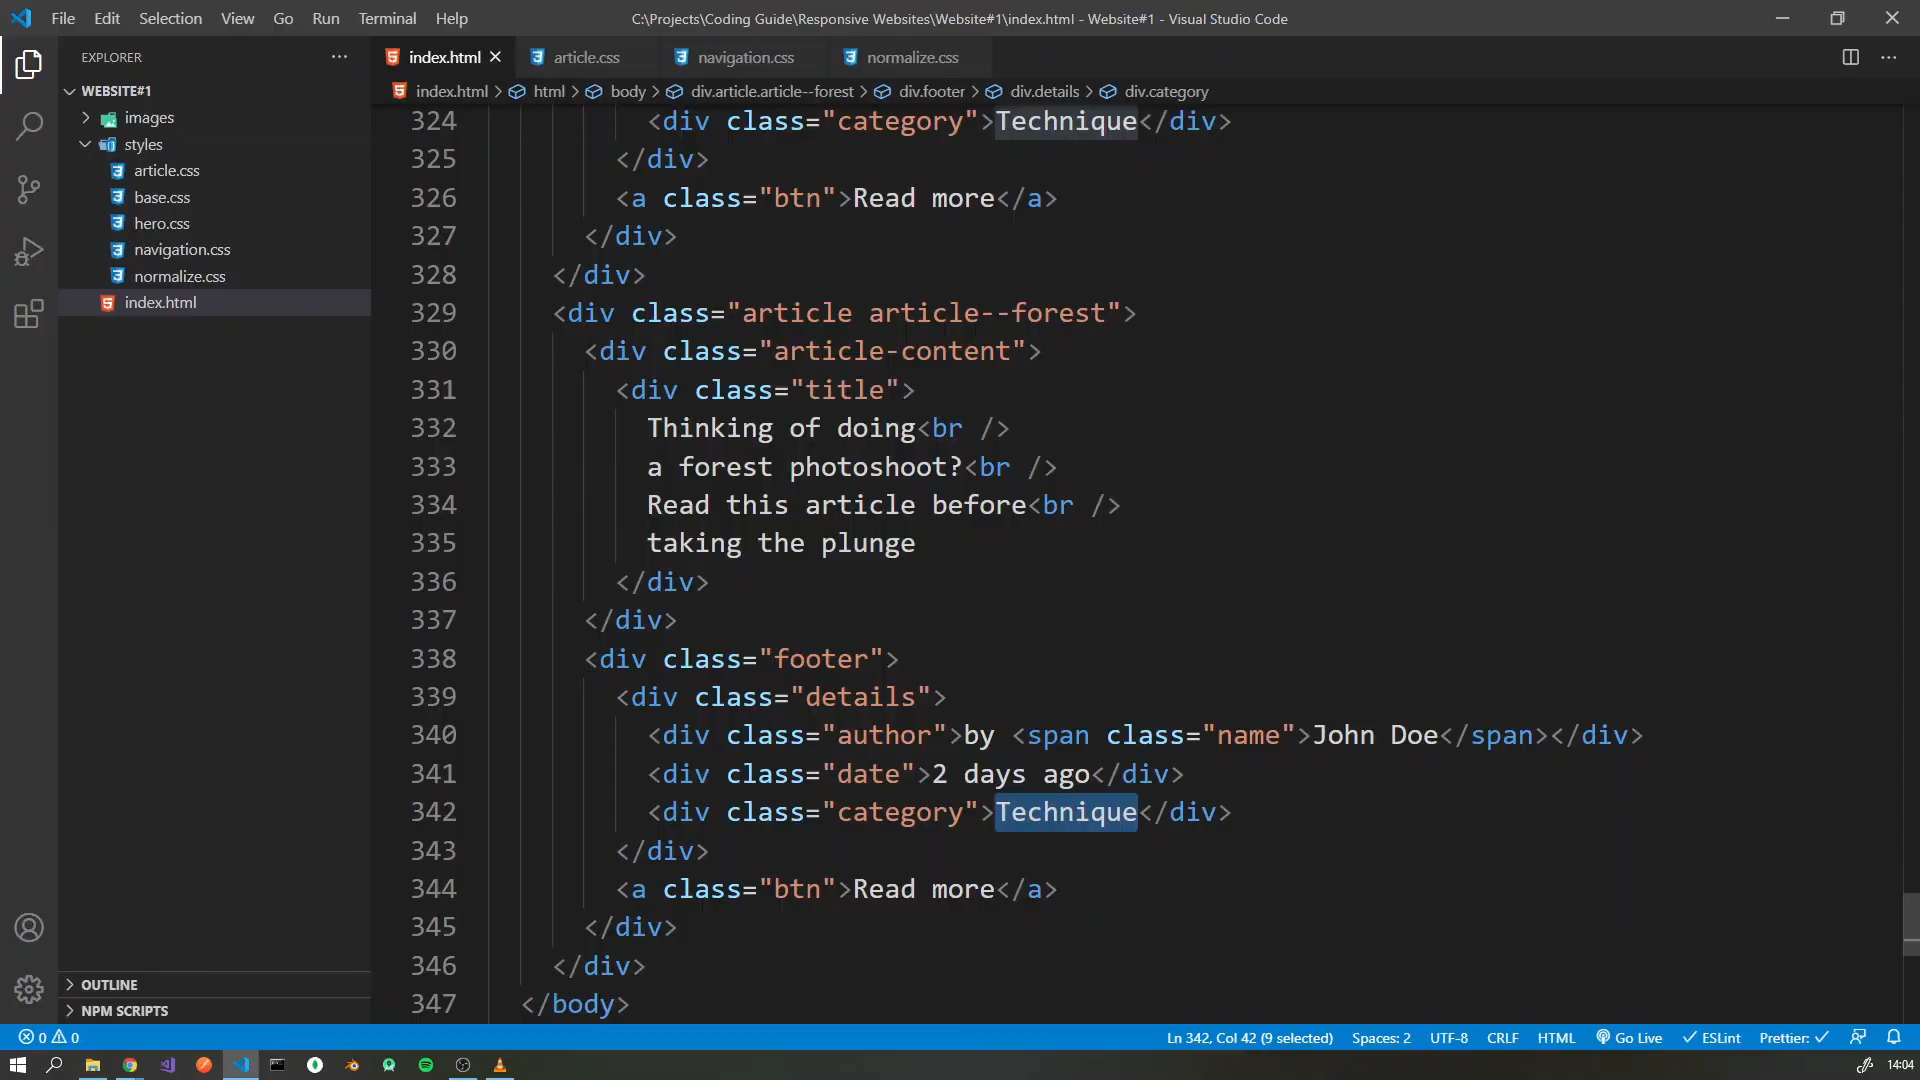 File Edit Selection View Go Run Terminal Help
C:\Projects\Coding Guide\Responsive Websites\Website#1\index.html - Website#1 - Visual Studio Code
EXPLORER
WEBSITE#1
images
styles
article.css
base.css
hero.css
navigation.css
normalize.css
index.html
OUTLINE
NPM SCRIPTS
index.html article.css navigation.css normalize.css
index.html > html > body > div.article.article--forest > div.footer > div.details > div.category
324 <div class="category">Technique</div>
325 </div>
326 <a class="btn">Read more</a>
327 </div>
328 </div>
329 <div class="article article--forest">
330 <div class="article-content">
331 <div class="title">
332 Thinking of doing<br />
333 a forest photoshoot?<br />
334 Read this article before<br />
335 taking the plunge
336 </div>
337 </div>
338 <div class="footer">
339 <div class="details">
340 <div class="author">by <span class="name">John Doe</span></div>
341 <div class="date">2 days ago</div>
342 <div class="category">Technique</div>
343 </div>
344 <a class="btn">Read more</a>
345 </div>
346 </div>
347 </body>
0 0 Ln 342, Col 42 (9 selected) Spaces: 2 UTF-8 CRLF HTML Go Live ESLint Prettier: ✓
14:04